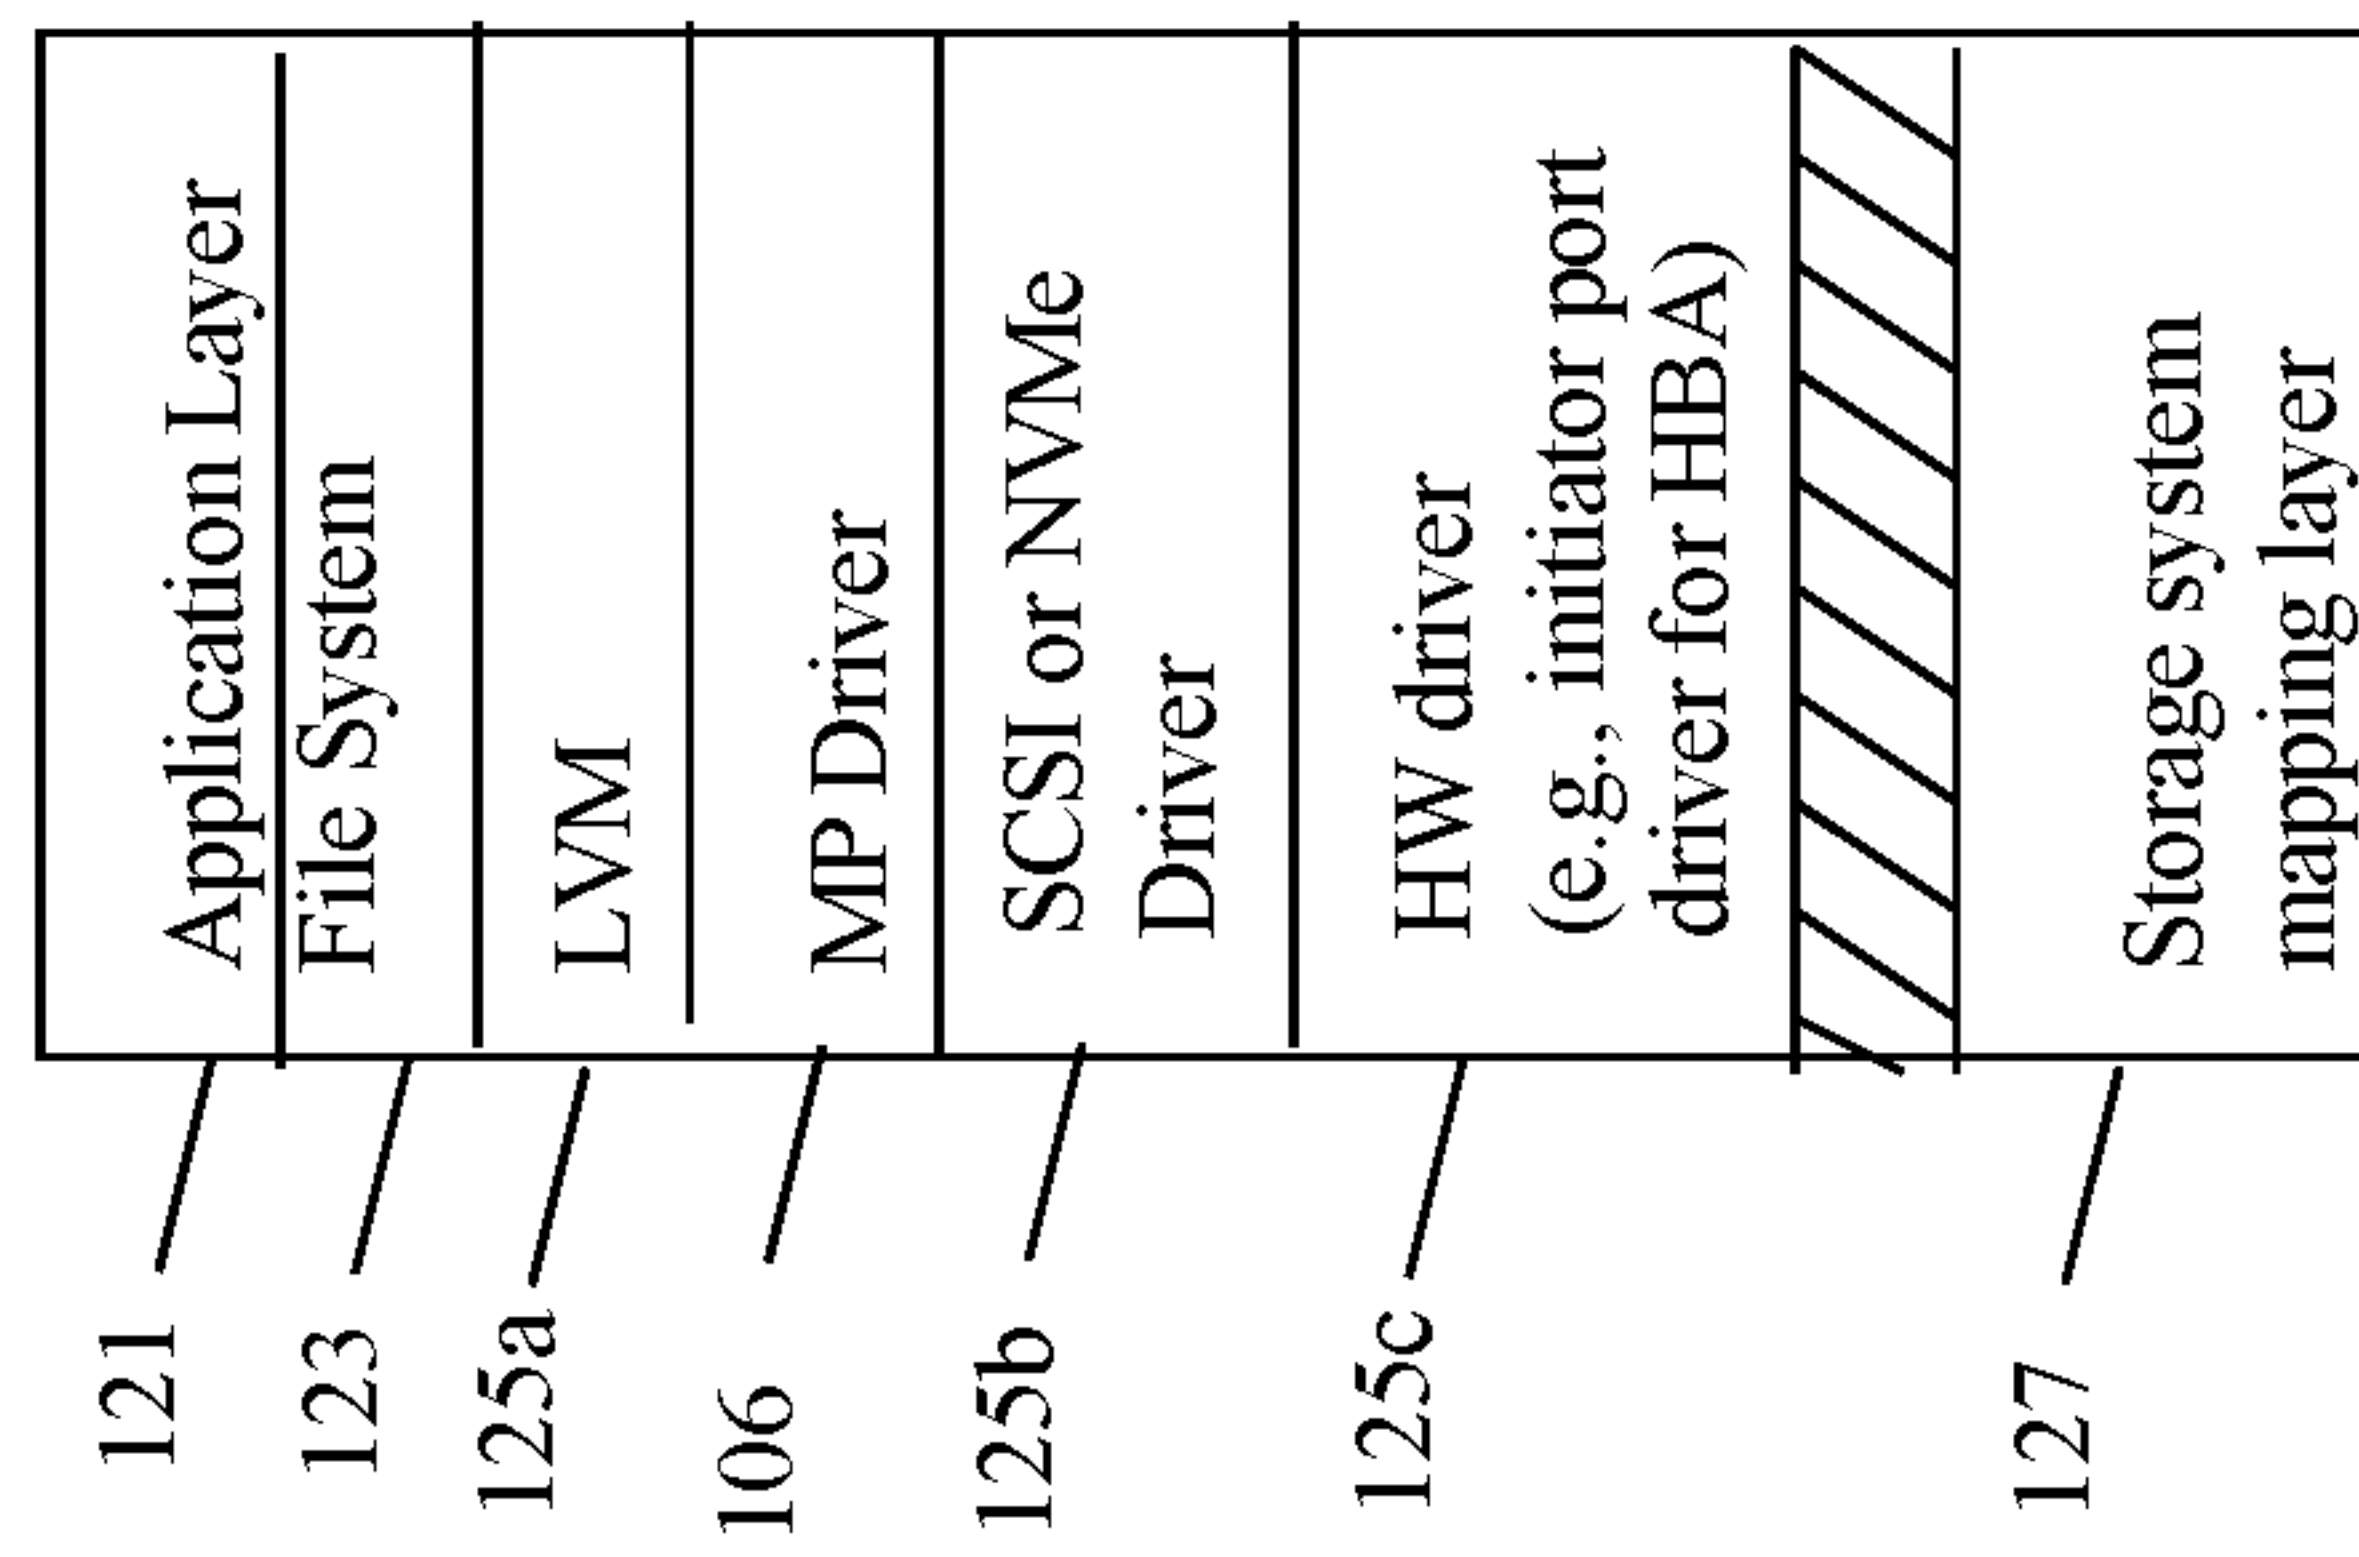 121
Application Layer
123
File System
125a
LVM
106
MP Driver
125b
SCSI or NVMe
Driver
125c
HW driver
(e.g., initiator port
driver for HBA)
127
Storage system
mapping layer